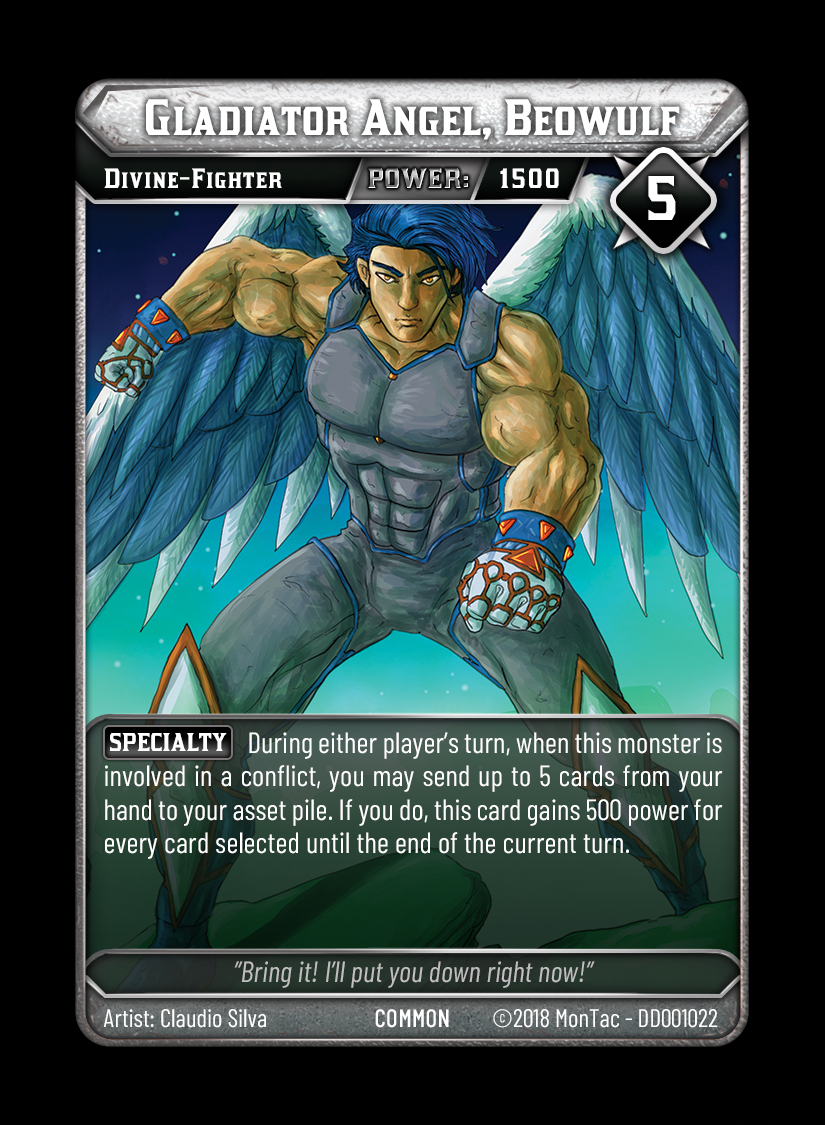 Gladiator Angel, Beowulf
Divine-Fighter POWER: 1500
5
SPECIALTY During either player's turn, when this monster is
involved in a conflict, you may send up to 5 cards from your
hand to your asset pile. If you do, this card gains 500 power for
every card selected until the end of the current turn.
"Bring it! I'll put you down right now!"
Artist: Claudio Silva COMMON ©2018 MonTac - DD001022